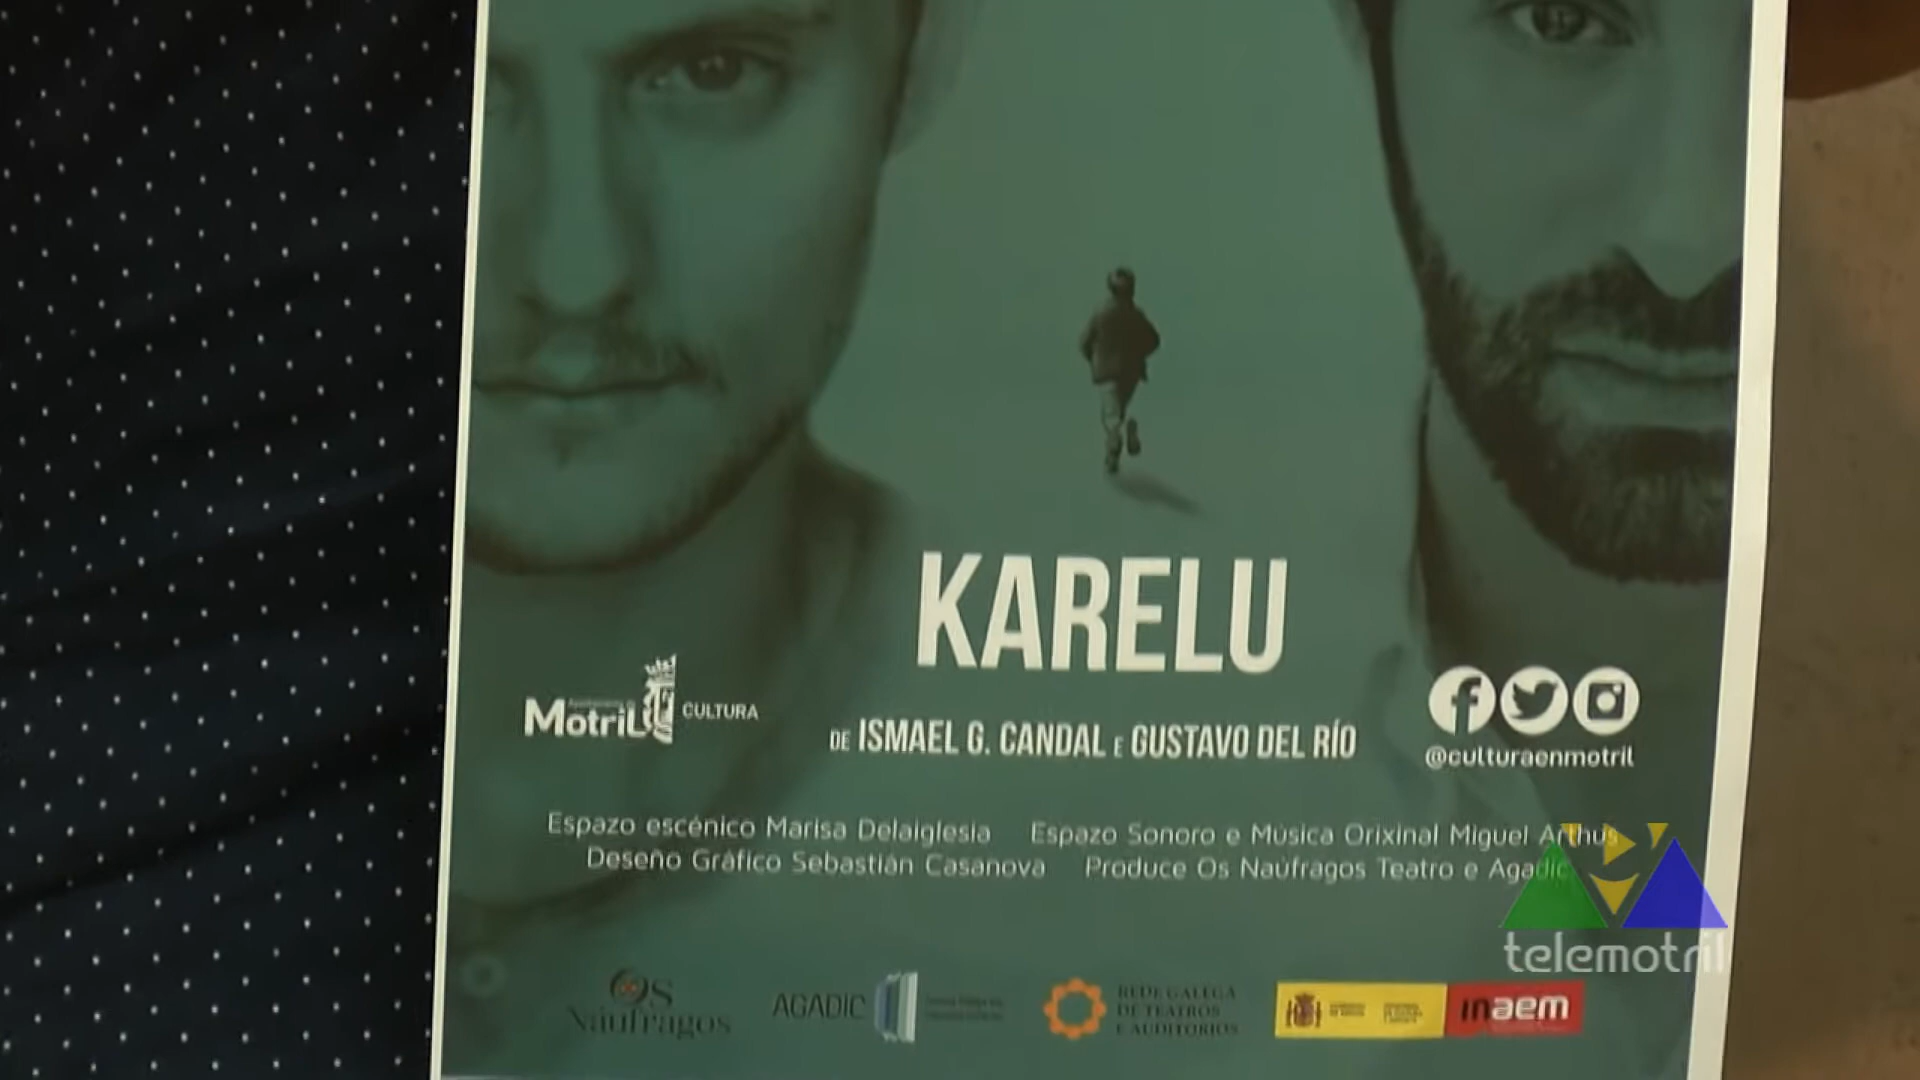 KARELU
MotriL CULTURA
DE ISMAEL G. CANDAL E GUSTAVO DEL RÍO
@culturaenmotril
Espazo escénico Marisa Delaiglesia Espazo Sonoro e Música Orixinal Miguel Arthus
Deseño Gráfico Sebastián Casanova Produce Os Naúfragos Teatro e Agadic
telemotril
OS
Náufragos
AGADIC
REDE GALEGA
DE TEATROS
E AUDITORIOS
inaem